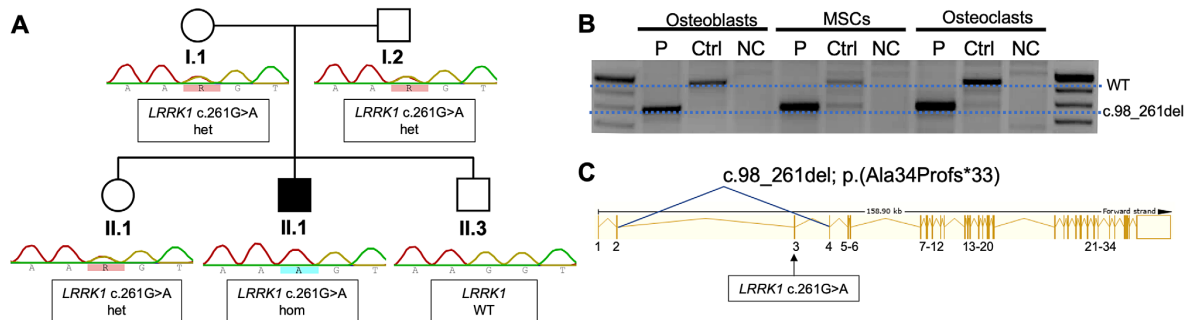 A
I.1
I.2
A A R G T
A A R G T
LRRK1 c.261G>A
het
LRRK1 c.261G>A
het
II.1
II.1
II.3
A A R G T
A A A G T
A A G G T
LRRK1 c.261G>A
het
LRRK1 c.261G>A
hom
LRRK1
WT
B
Osteoblasts MSCs Osteoclasts
P Ctrl NC P Ctrl NC P Ctrl NC
WT
c.98_261del
C
c.98_261del; p.(Ala34Profs*33)
158.90 kb Forward strand
1 2 3 4 5-6 7-12 13-20 21-34
LRRK1 c.261G>A